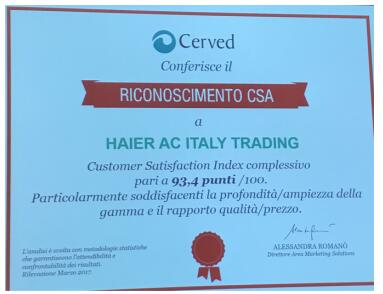 Cerved
Conferisce il
RICONOSCIMENTO CSA
a
HAIER AC ITALY TRADING
Customer Satisfaction Index complessivo
pari a 93,4 punti /100.
Particolarmente soddisfacenti la profondità/ampiezza della
gamma e il rapporto qualità/prezzo.
L'analisi è svolta con metodologie statistiche
che garantiscono l'attendibilità e
confrontabilità dei risultati.
Rilevazione Marzo 2017.
ALESSANDRA ROMANÒ
Direttore Area Marketing Solutions